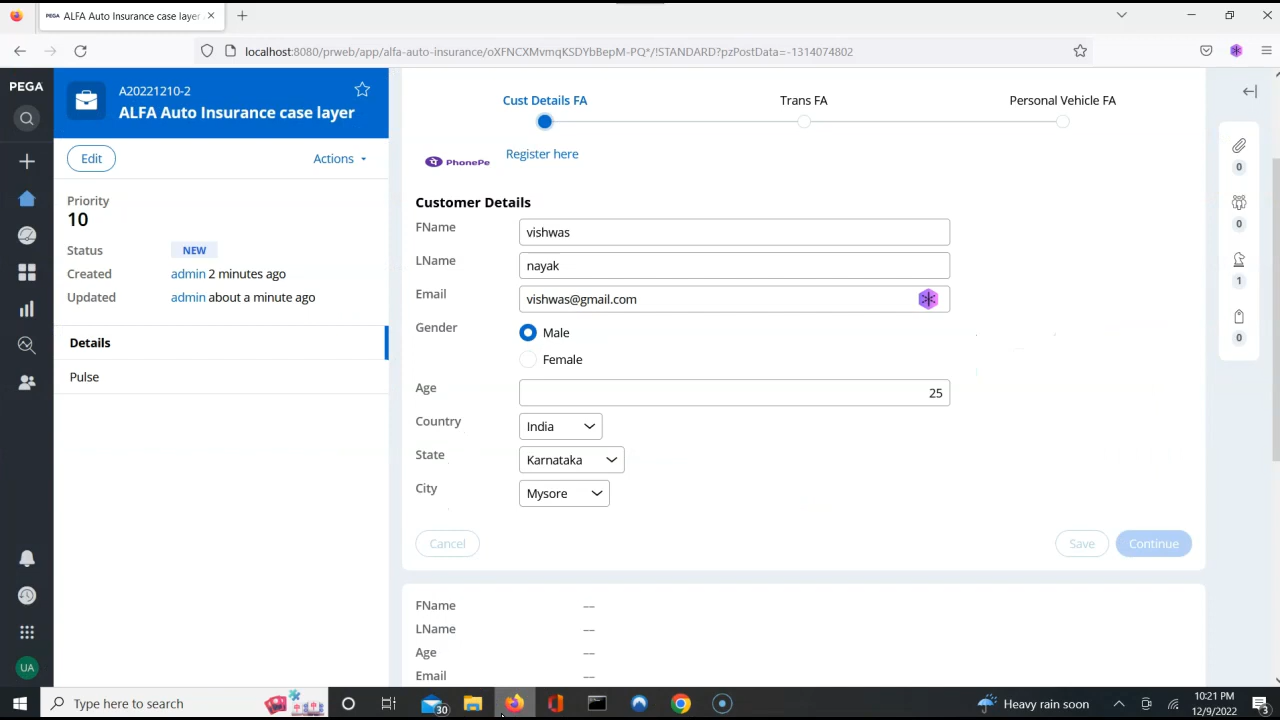 PEGA ALFA Auto Insurance case layer
localhost:8080/prweb/app/alfa-auto-insurance/oXFNCXMvmqKSDYbBepM-PQ*/!STANDARD?pzPostData=-1314074802
PEGA
A20221210-2
ALFA Auto Insurance case layer
Edit
Actions
Priority
10
Status NEW
Created admin 2 minutes ago
Updated admin about a minute ago
Details
Pulse
UA
Cust Details FA
Trans FA
Personal Vehicle FA
PhonePe
Register here
Customer Details
FName vishwas
LName nayak
Email vishwas@gmail.com
Gender Male
Female
Age 25
Country India
State Karnataka
City Mysore
Cancel
Save
Continue
FName --
LName --
Age --
Email --
0
0
1
0
Type here to search
30
Heavy rain soon
10:21 PM
12/9/2022
3